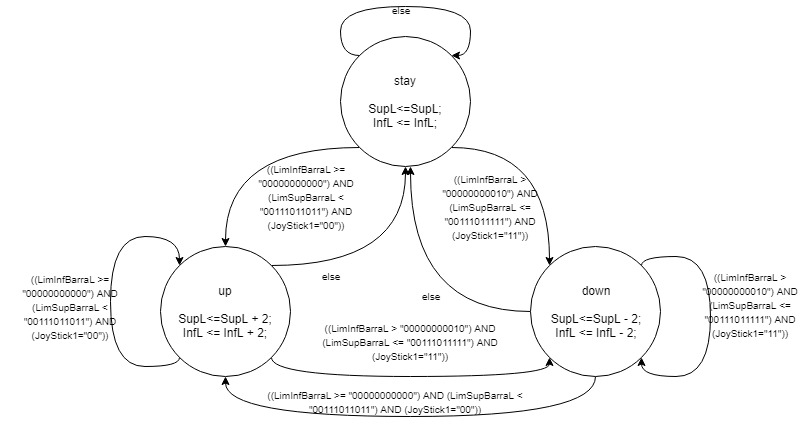 else
stay
SupL<=SupL;
InfL <= InfL;
((LimInfBarraL >=
"00000000000") AND
(LimSupBarraL <
"00111011011") AND
(JoyStick1="00"))
((LimInfBarraL >
"00000000010") AND
(LimSupBarraL <=
"00111011111") AND
(JoyStick1="11"))
else
else
((LimInfBarraL >=
"00000000000") AND
(LimSupBarraL <
"00111011011") AND
(JoyStick1="00"))
up
SupL<=SupL + 2;
InfL <= InfL + 2;
down
SupL<=SupL - 2;
InfL <= InfL - 2;
((LimInfBarraL >
"00000000010") AND
(LimSupBarraL <=
"00111011111") AND
(JoyStick1="11"))
((LimInfBarraL > "00000000010") AND
(LimSupBarraL <= "00111011111") AND
(JoyStick1="11"))
((LimInfBarraL >= "00000000000") AND (LimSupBarraL <
"00111011011") AND (JoyStick1="00"))